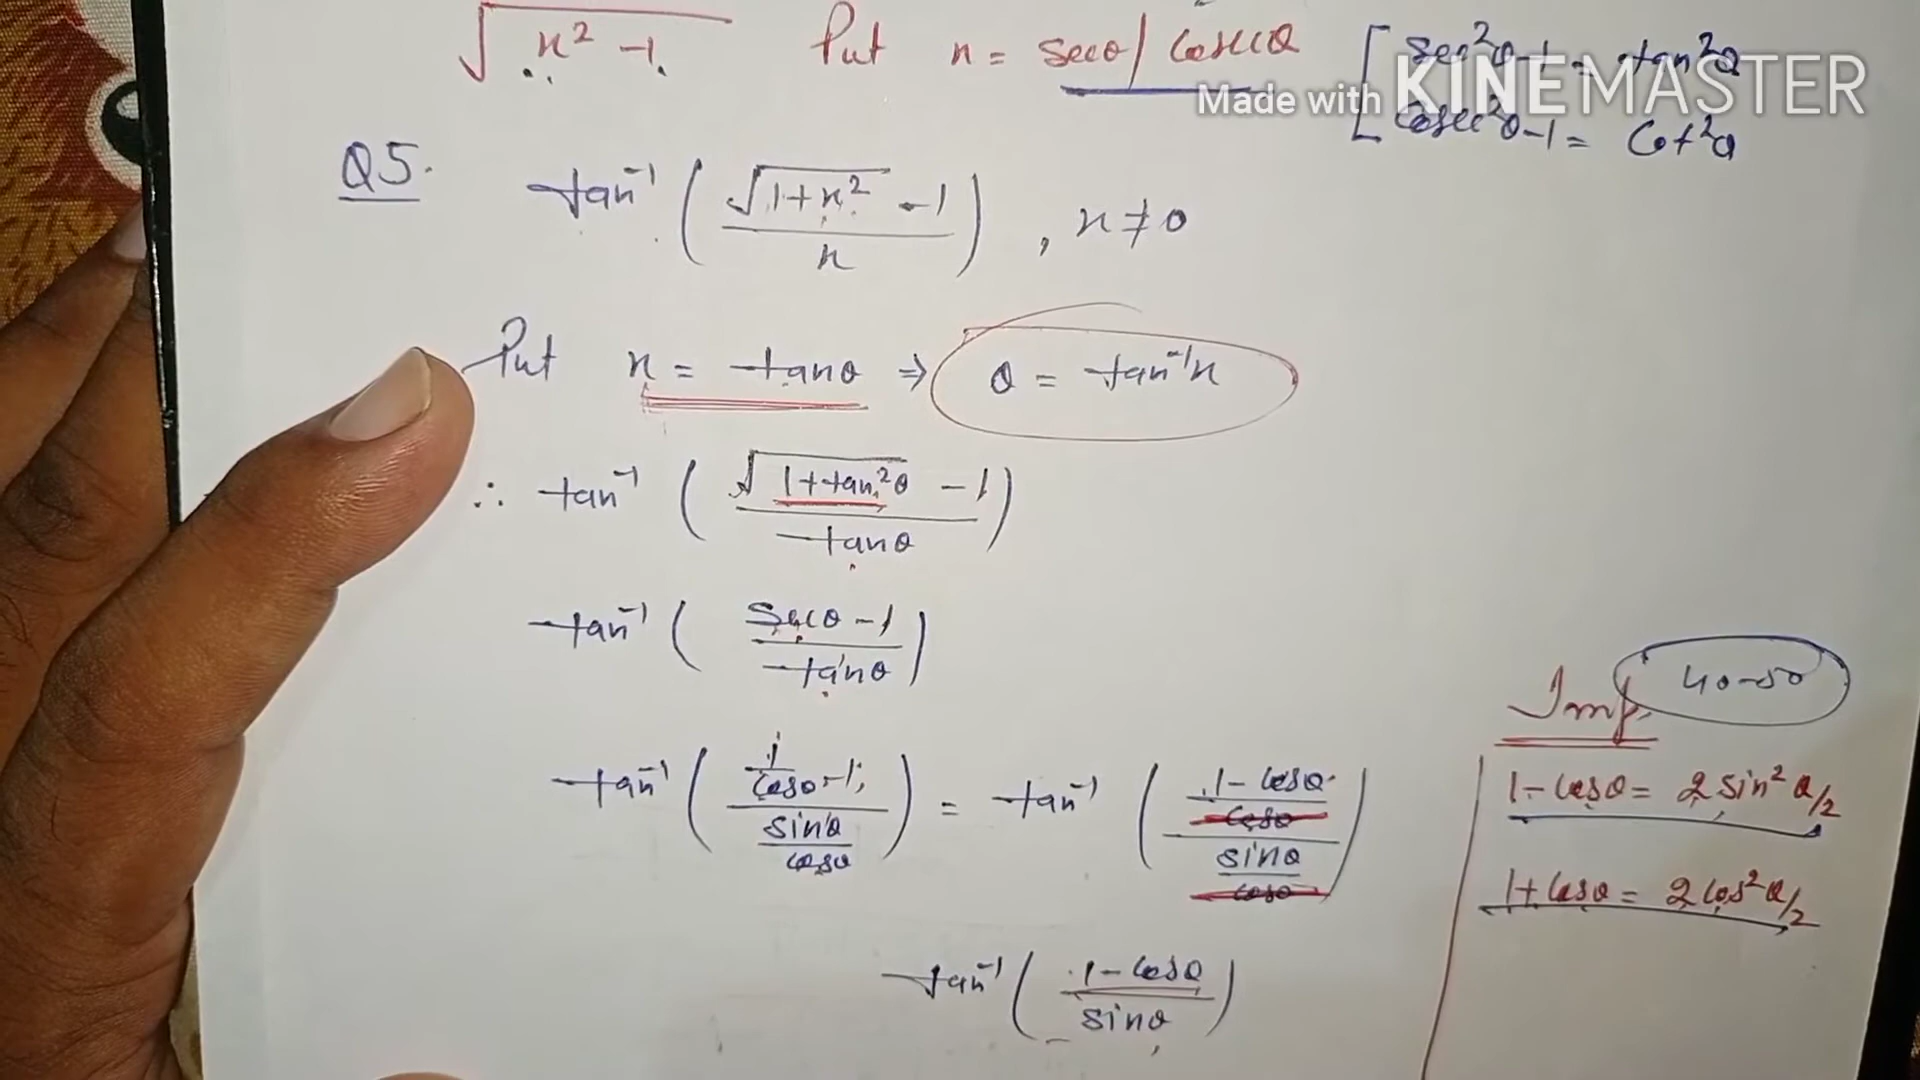 √(x² - 1) Put x = secθ / cosecθ [sec²θ-1 = tan²θ
Made with KINEMASTER
cosec²θ-1 = Cot²θ
Q5. tan⁻¹ ( (√(1+x²) - 1) / x ) , x ≠ 0
Put x = tanθ ⇒ θ = tan⁻¹x
∴ tan⁻¹ ( (√(1+tan²θ) - 1) / tanθ )
tan⁻¹ ( (Secθ - 1) / tanθ )
tan⁻¹ ( (1/cosθ - 1) / (sinθ/cosθ) ) = tan⁻¹ ( ((1 - cosθ)/cosθ) / (sinθ/cosθ) )
tan⁻¹ ( (1 - cosθ) / sinθ )
Imp. 40-50
1 - cosθ = 2 sin² θ/2
1 + cosθ = 2 cos² θ/2